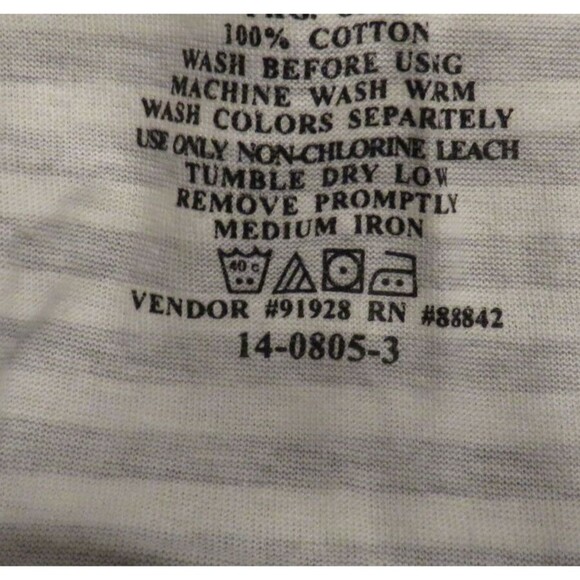 100% COTTON
WASH BEFORE USNG
MACHINE WASH WRM
WASH COLORS SEPARTELY
USE ONLY NON-CHLORINE LEACH
TUMBLE DRY LOW
REMOVE PROMPTLY
MEDIUM IRON
40 C
VENDOR #91928 RN #88842
14-0805-3